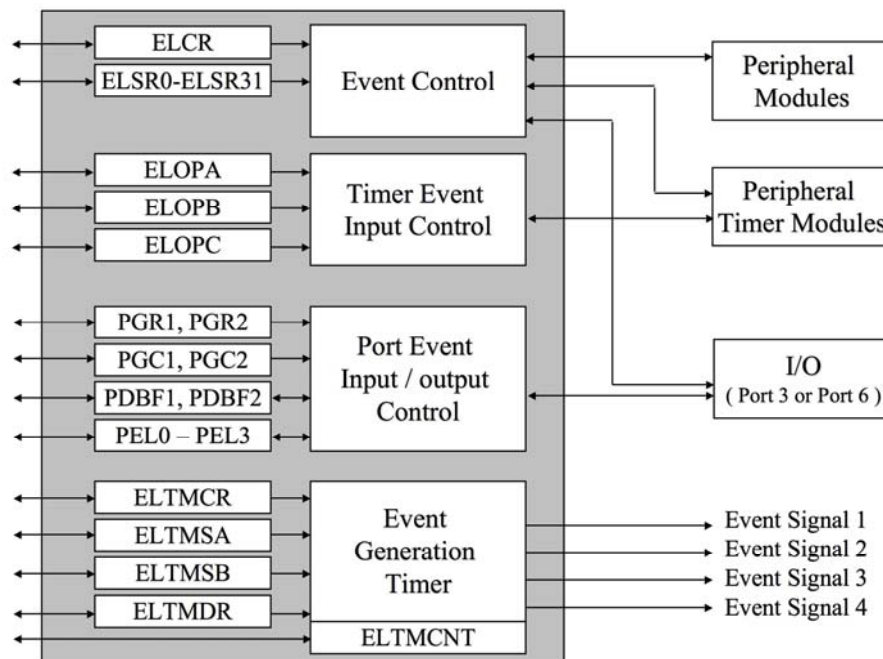 ELCR
ELSR0-ELSR31
Event Control
Peripheral
Modules
ELOPA
ELOPB
ELOPC
Timer Event
Input Control
Peripheral
Timer Modules
PGR1, PGR2
PGC1, PGC2
PDBF1, PDBF2
PEL0 – PEL3
Port Event
Input / output
Control
I/O
( Port 3 or Port 6 )
ELTMCR
ELTMSA
ELTMSB
ELTMDR
Event
Generation
Timer
ELTMCNT
Event Signal 1
Event Signal 2
Event Signal 3
Event Signal 4